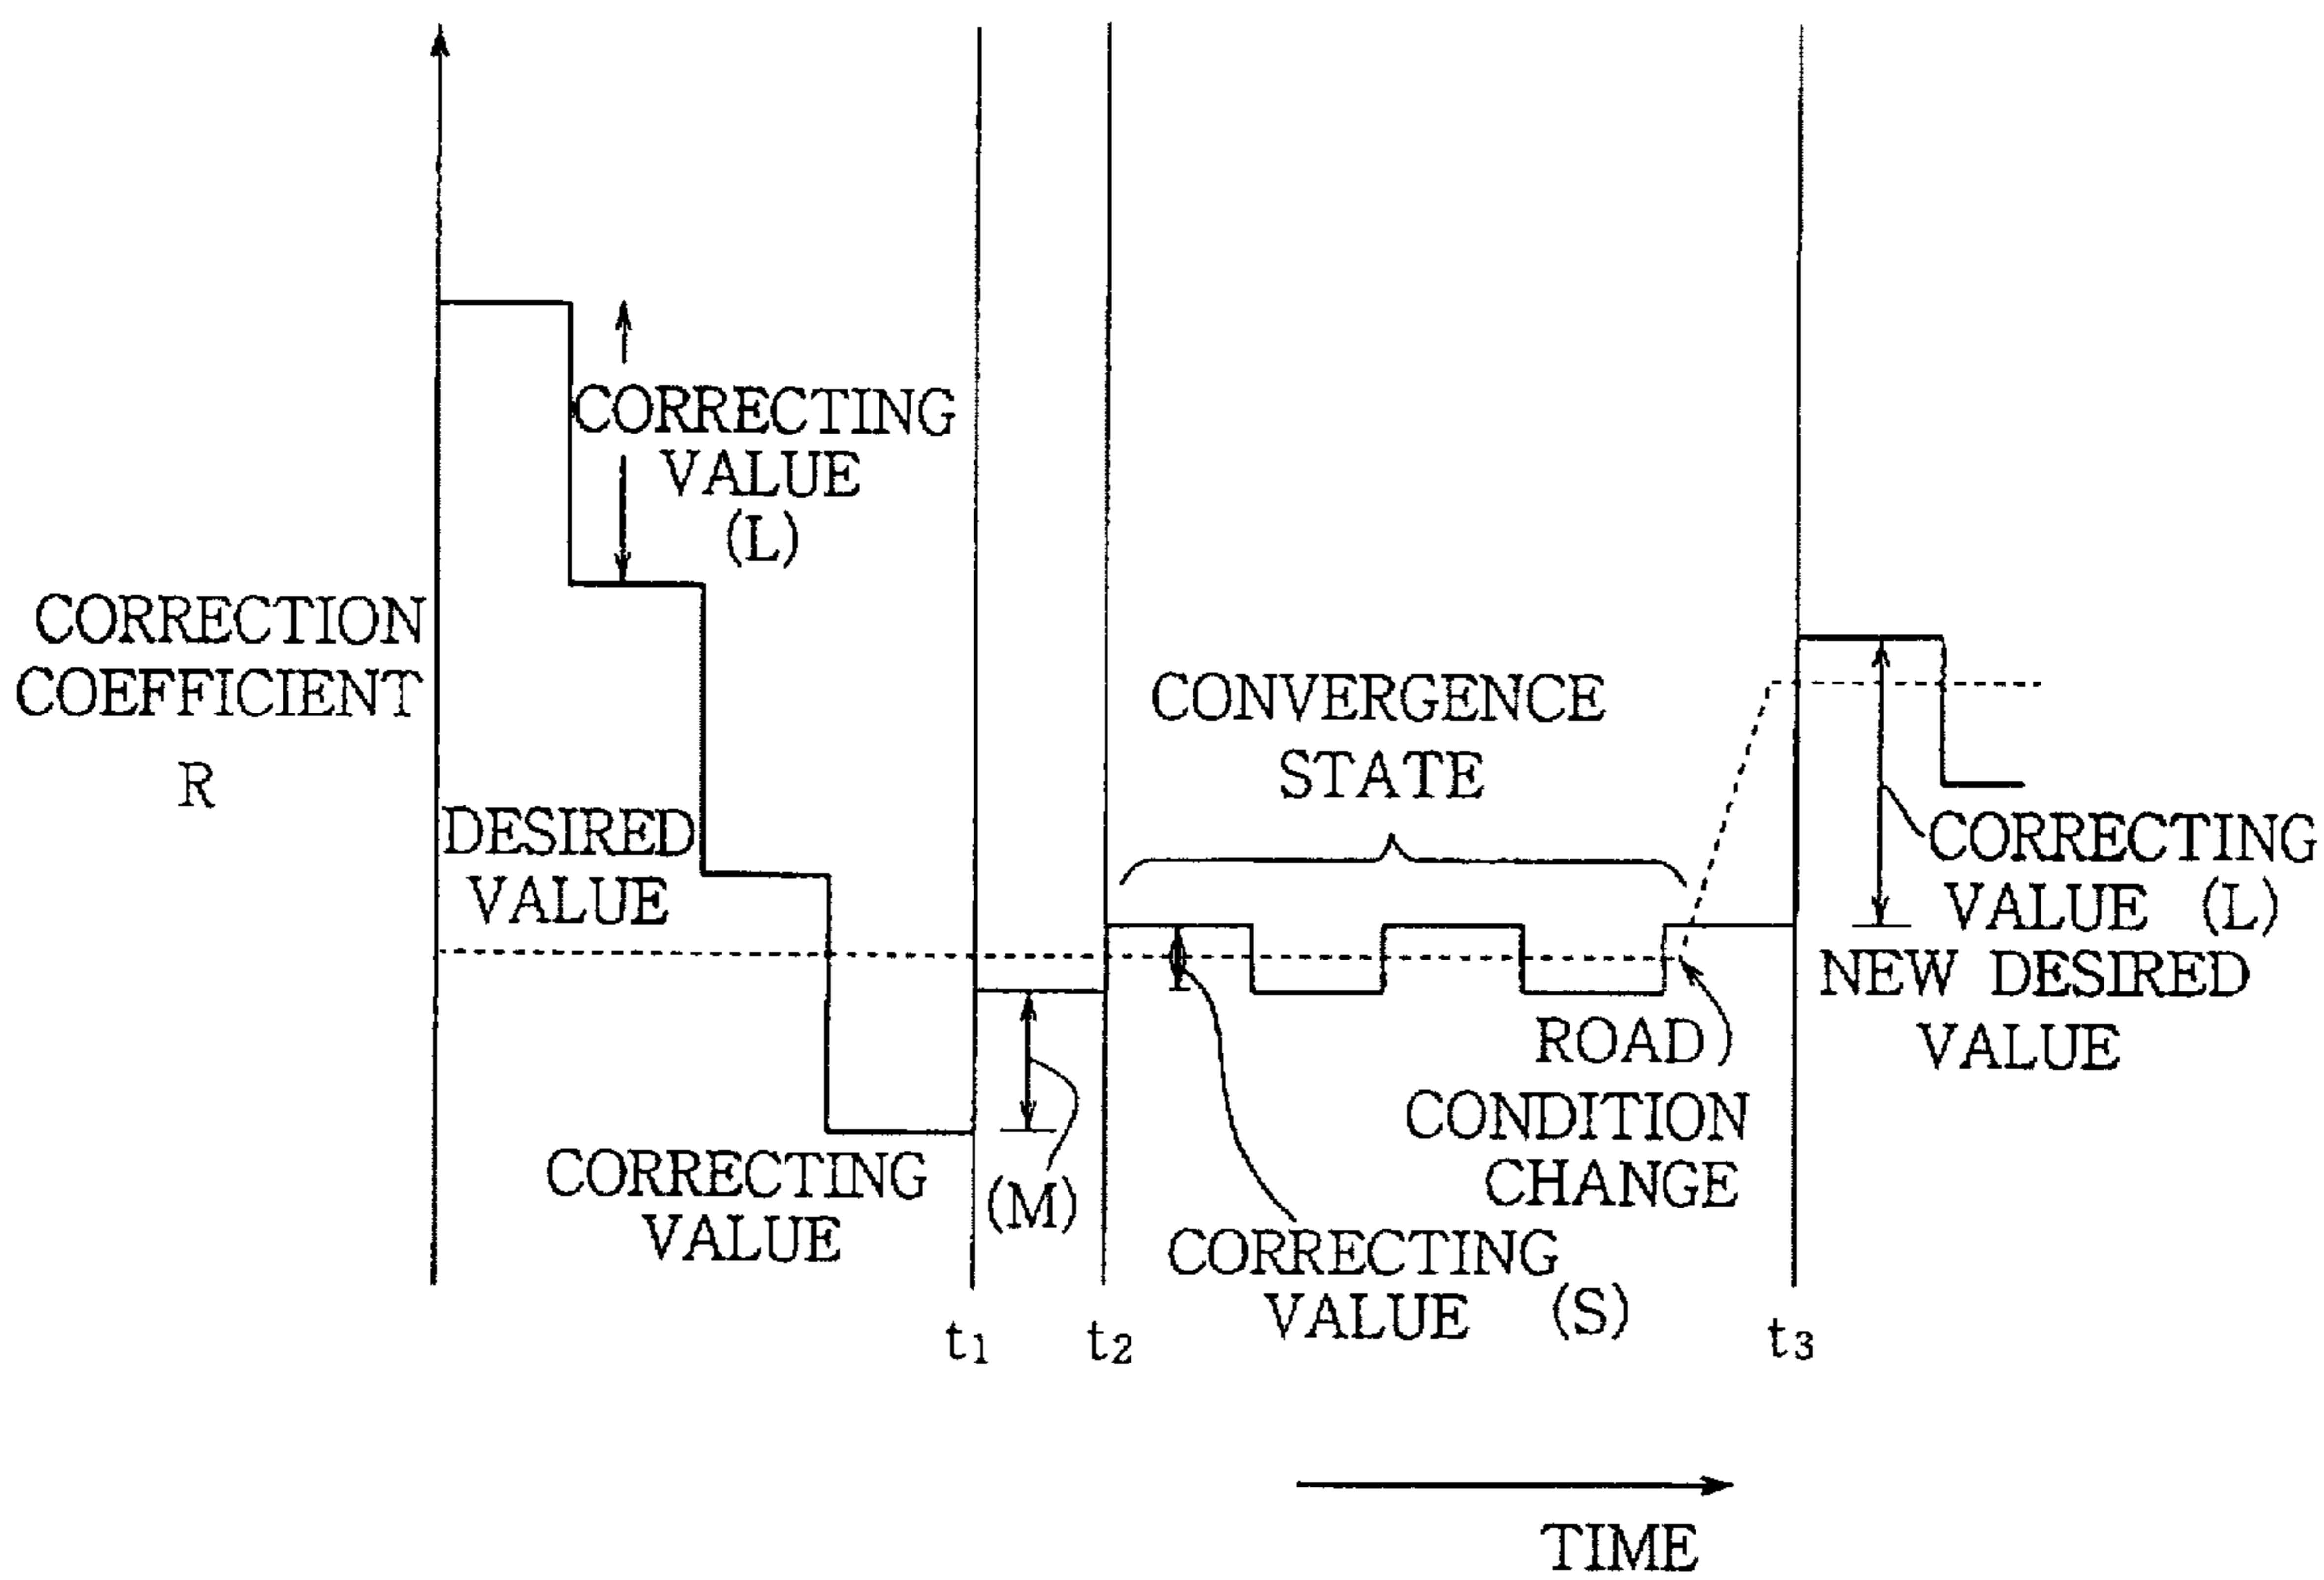 CORRECTING
VALUE
(L)
CORRECTION
COEFFICIENT
R
DESIRED
VALUE
CONVERGENCE
STATE
CORRECTING
VALUE (L)
NEW DESIRED
VALUE
ROAD
CONDITION
CHANGE
CORRECTING
VALUE
(M)
CORRECTING
VALUE (S)
t1
t2
t3
TIME